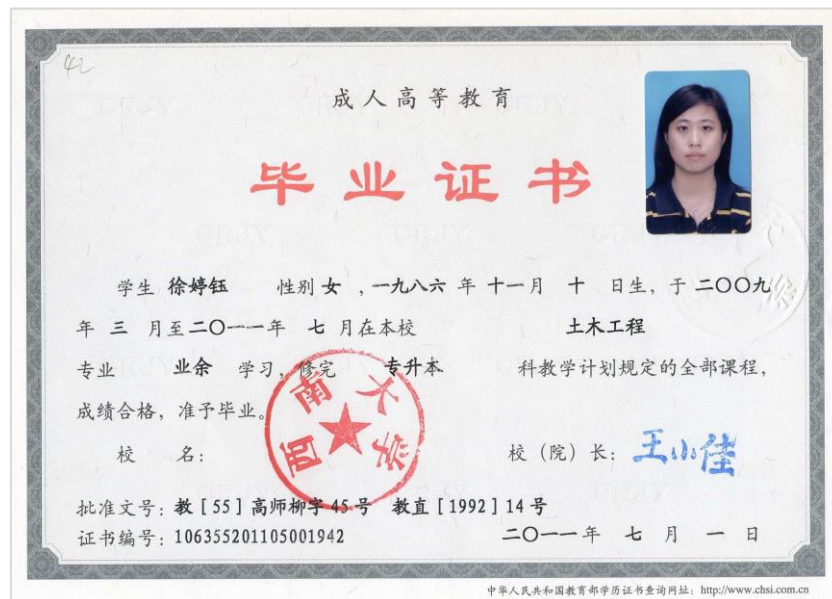 42
成人高等教育
毕业证书
学生 徐婷钰 性别 女 ，一九八六 年 十一月 十 日生，于 二〇〇九
年 三 月至二〇一一年 七 月在本校 土木工程
专业 业余 学习，修完 专升本 科教学计划规定的全部课程，
成绩合格，准予毕业。
西南大学
校 名：
校（院）长：王小佳
批准文号：教［55］高师柳字 45 号 教直［1992］14 号
证书编号：106355201105001942
二〇一一年 七 月 一 日
中华人民共和国教育部学历证书查询网址：http://www.chsi.com.cn